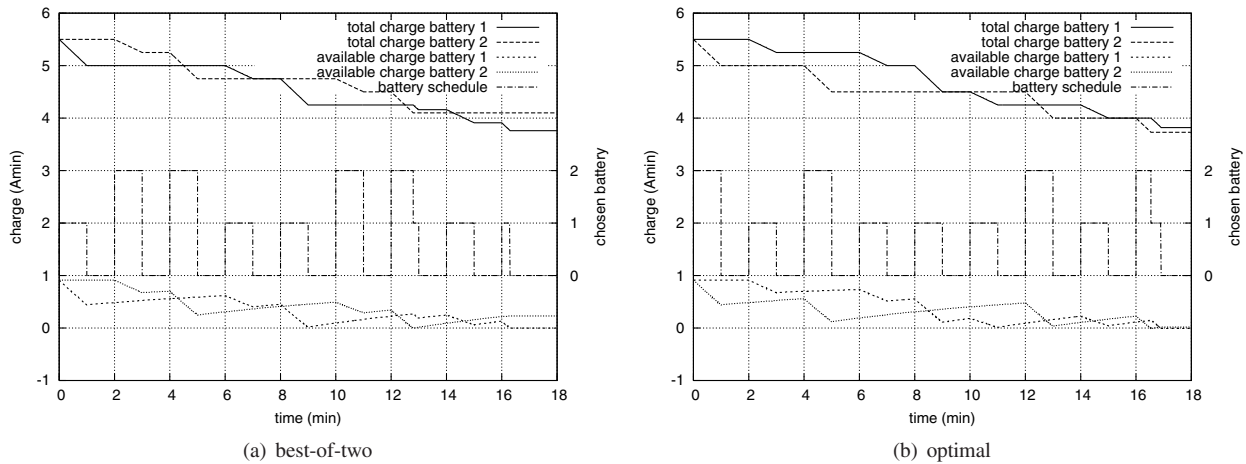 total charge battery 1
total charge battery 2
available charge battery 1
available charge battery 2
battery schedule
6
5
4
3
2
1
0
-1
charge (Amin)
2
1
0
chosen battery
0 2 4 6 8 10 12 14 16 18
time (min)
(a) best-of-two
total charge battery 1
total charge battery 2
available charge battery 1
available charge battery 2
battery schedule
6
5
4
3
2
1
0
-1
charge (Amin)
2
1
0
chosen battery
0 2 4 6 8 10 12 14 16 18
time (min)
(b) optimal